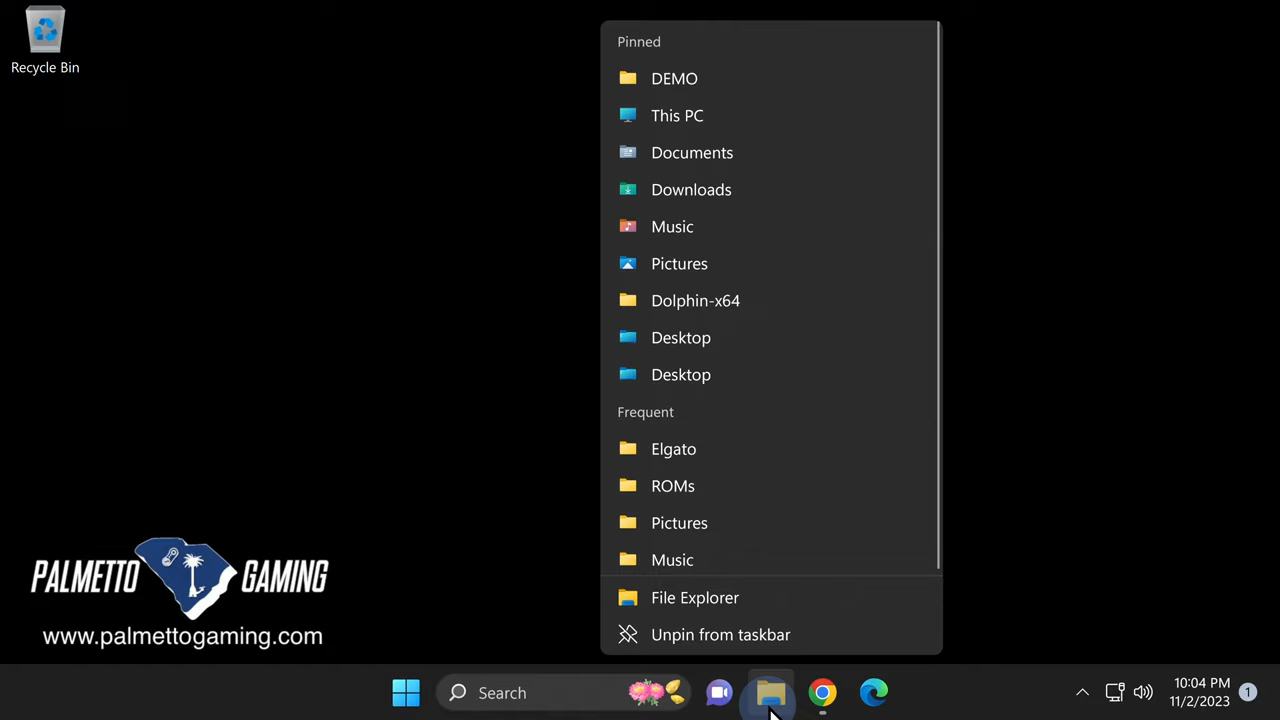 Recycle Bin
Pinned
DEMO
This PC
Documents
Downloads
Music
Pictures
Dolphin-x64
Desktop
Desktop
Frequent
Elgato
ROMs
Pictures
Music
File Explorer
Unpin from taskbar
PALMETTO GAMING
www.palmettogaming.com
Search
10:04 PM
11/2/2023
1